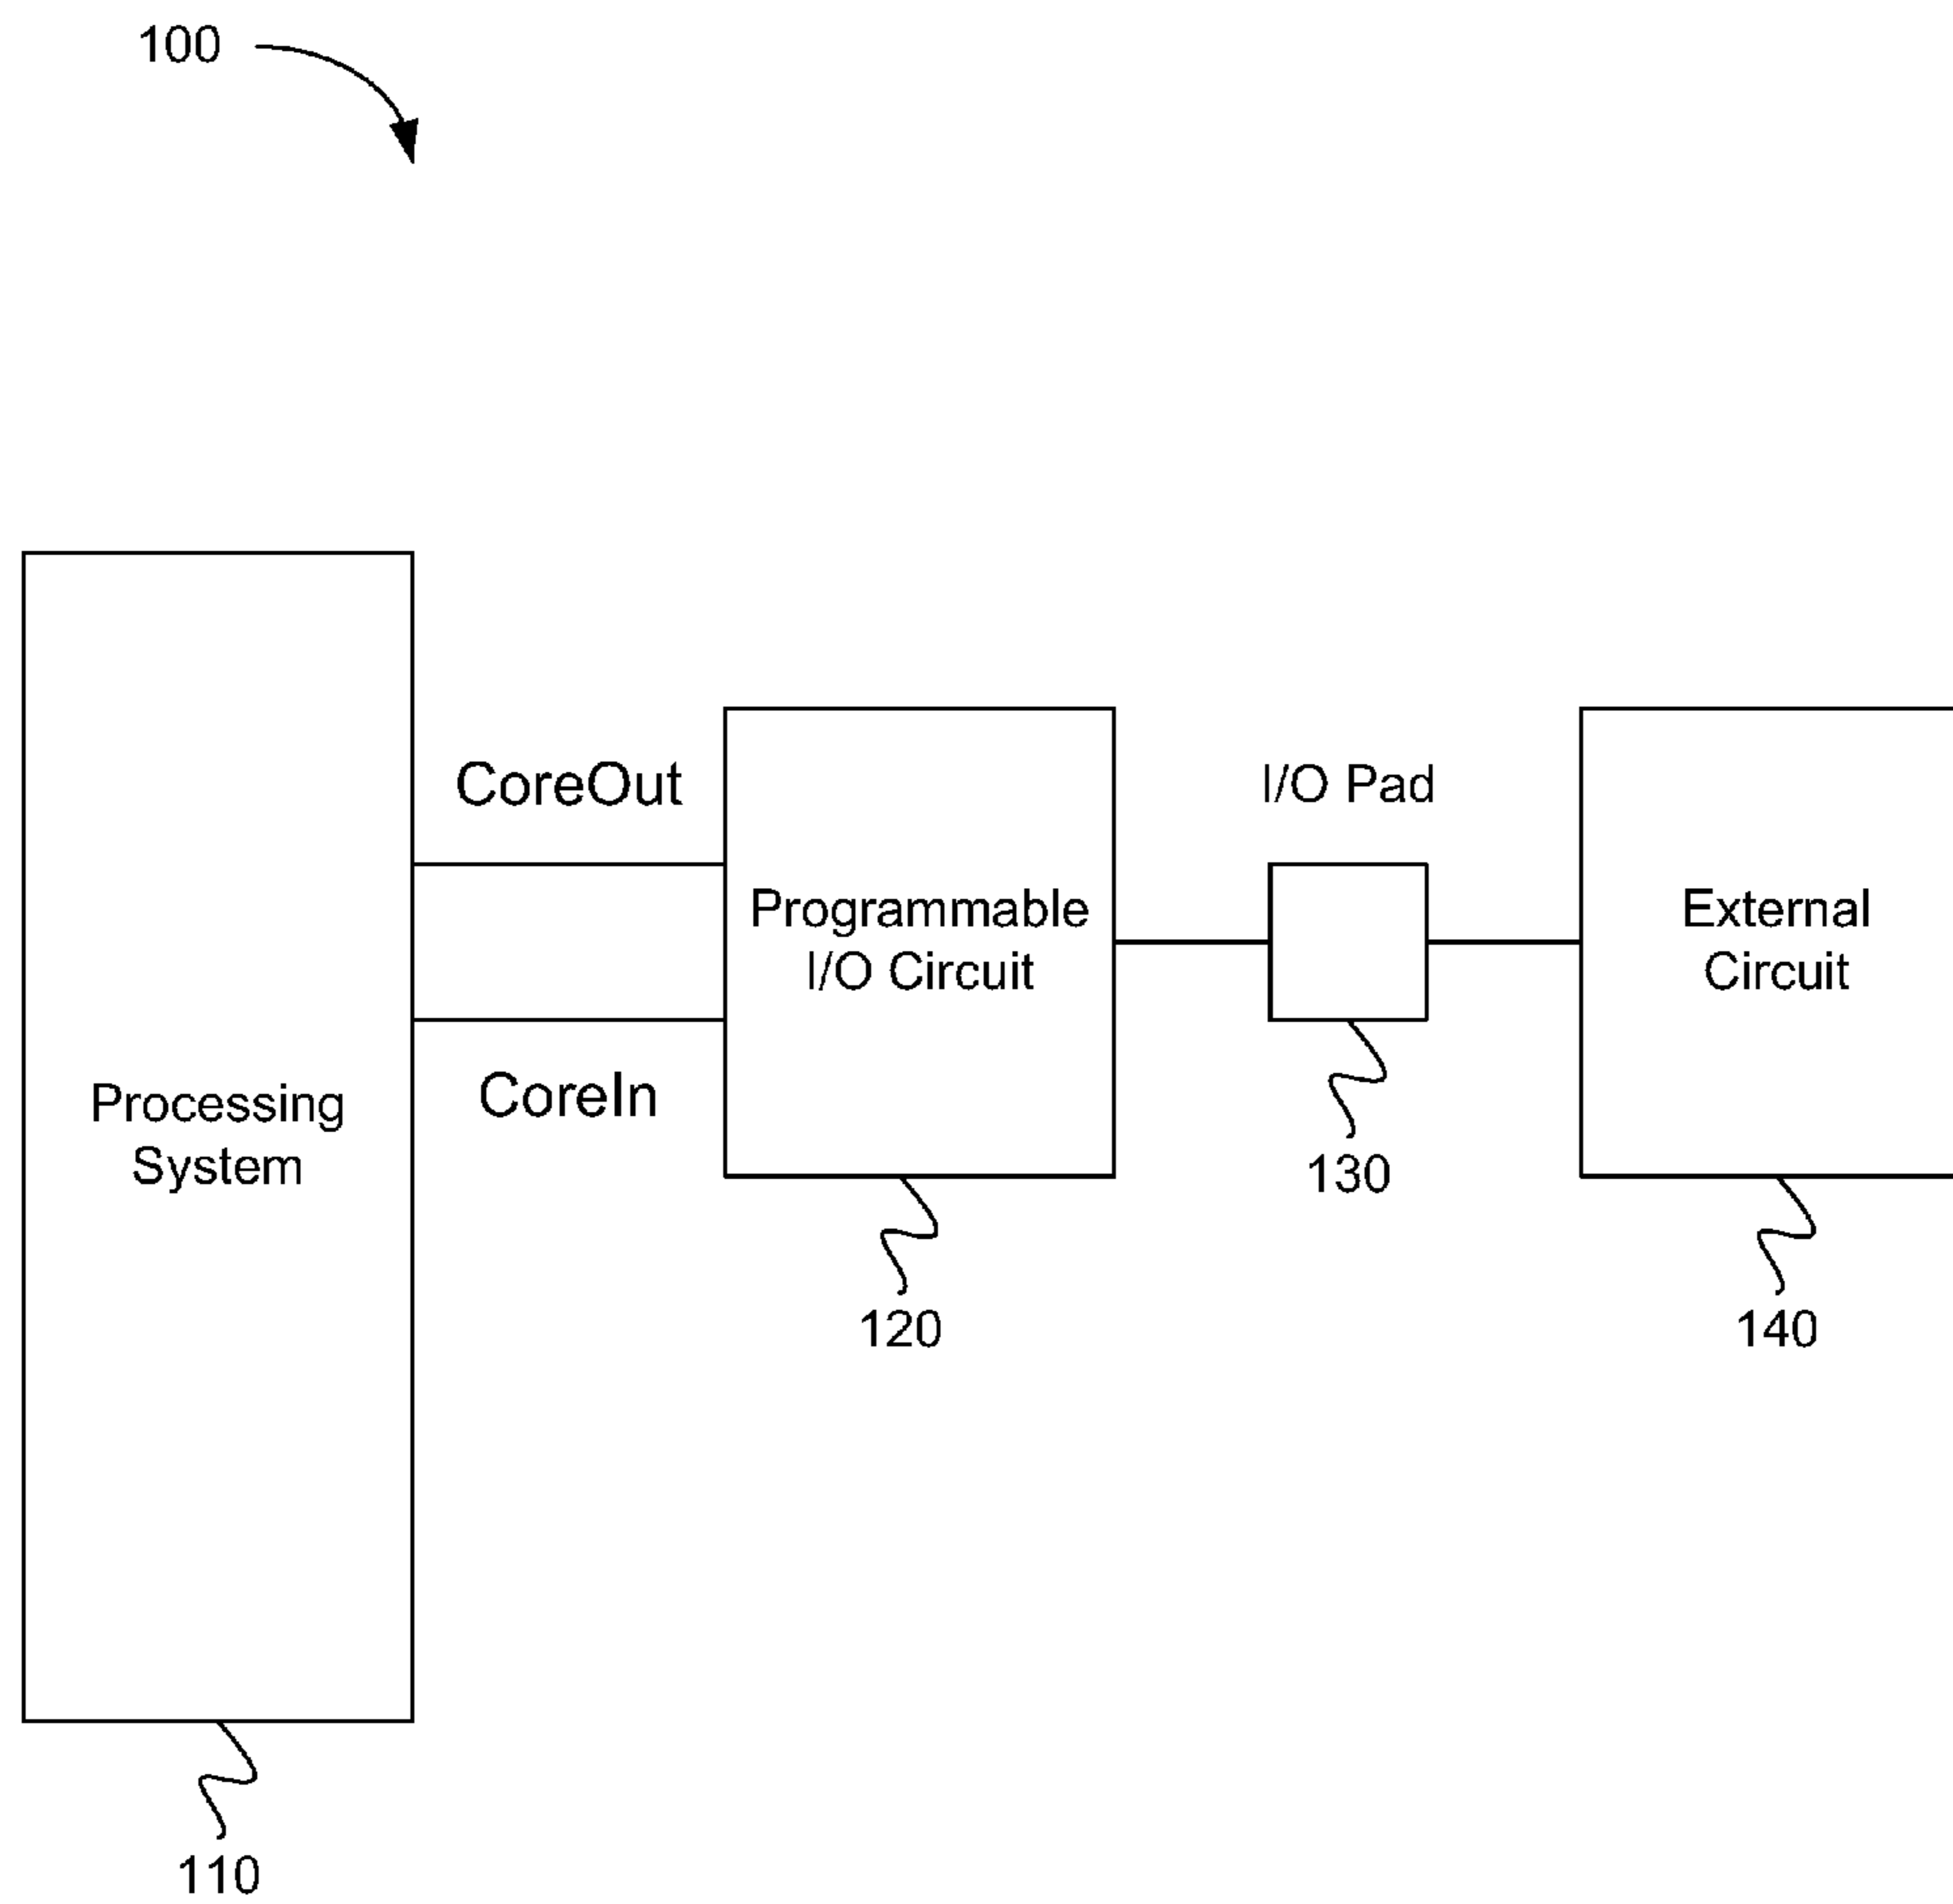 100
CoreOut
I/O Pad
Programmable
I/O Circuit
External
Circuit
Processing
System
CoreIn
130
120
140
110